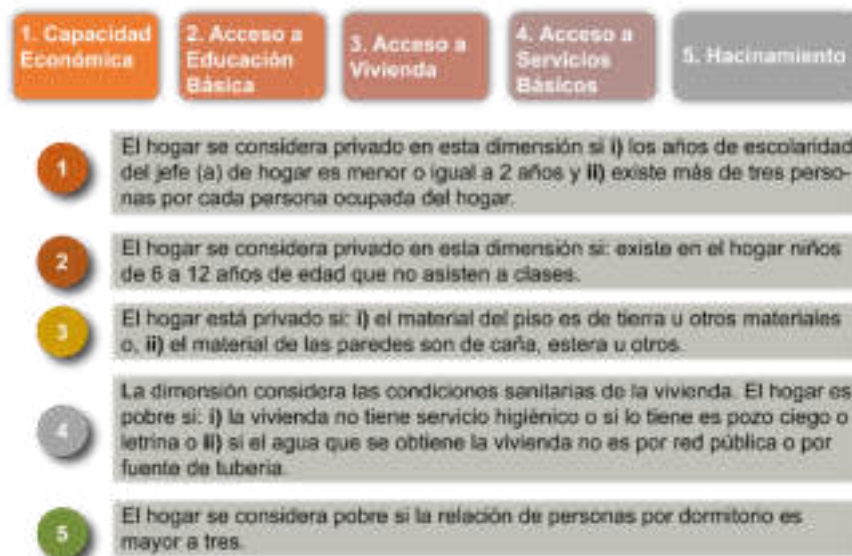 1. Capacidad
Económica
2. Acceso a
Educación
Básica
3. Acceso a
Vivienda
4. Acceso a
Servicios
Básicos
5. Hacinamiento
1
El hogar se considera privado en esta dimensión si i) los años de escolaridad
del jefe (a) de hogar es menor o igual a 2 años y ii) existe más de tres perso-
nas por cada persona ocupada del hogar.
2
El hogar se considera privado en esta dimensión si: existe en el hogar niños
de 6 a 12 años de edad que no asisten a clases.
3
El hogar está privado si: i) el material del piso es de tierra u otros materiales
o, ii) el material de las paredes son de caña, estera u otros.
4
La dimensión considera las condiciones sanitarias de la vivienda. El hogar es
pobre si: i) la vivienda no tiene servicio higiénico o si lo tiene es pozo ciego o
letrina o ii) si el agua que se obtiene la vivienda no es por red pública o por
fuente de tubería.
5
El hogar se considera pobre si la relación de personas por dormitorio es
mayor a tres.